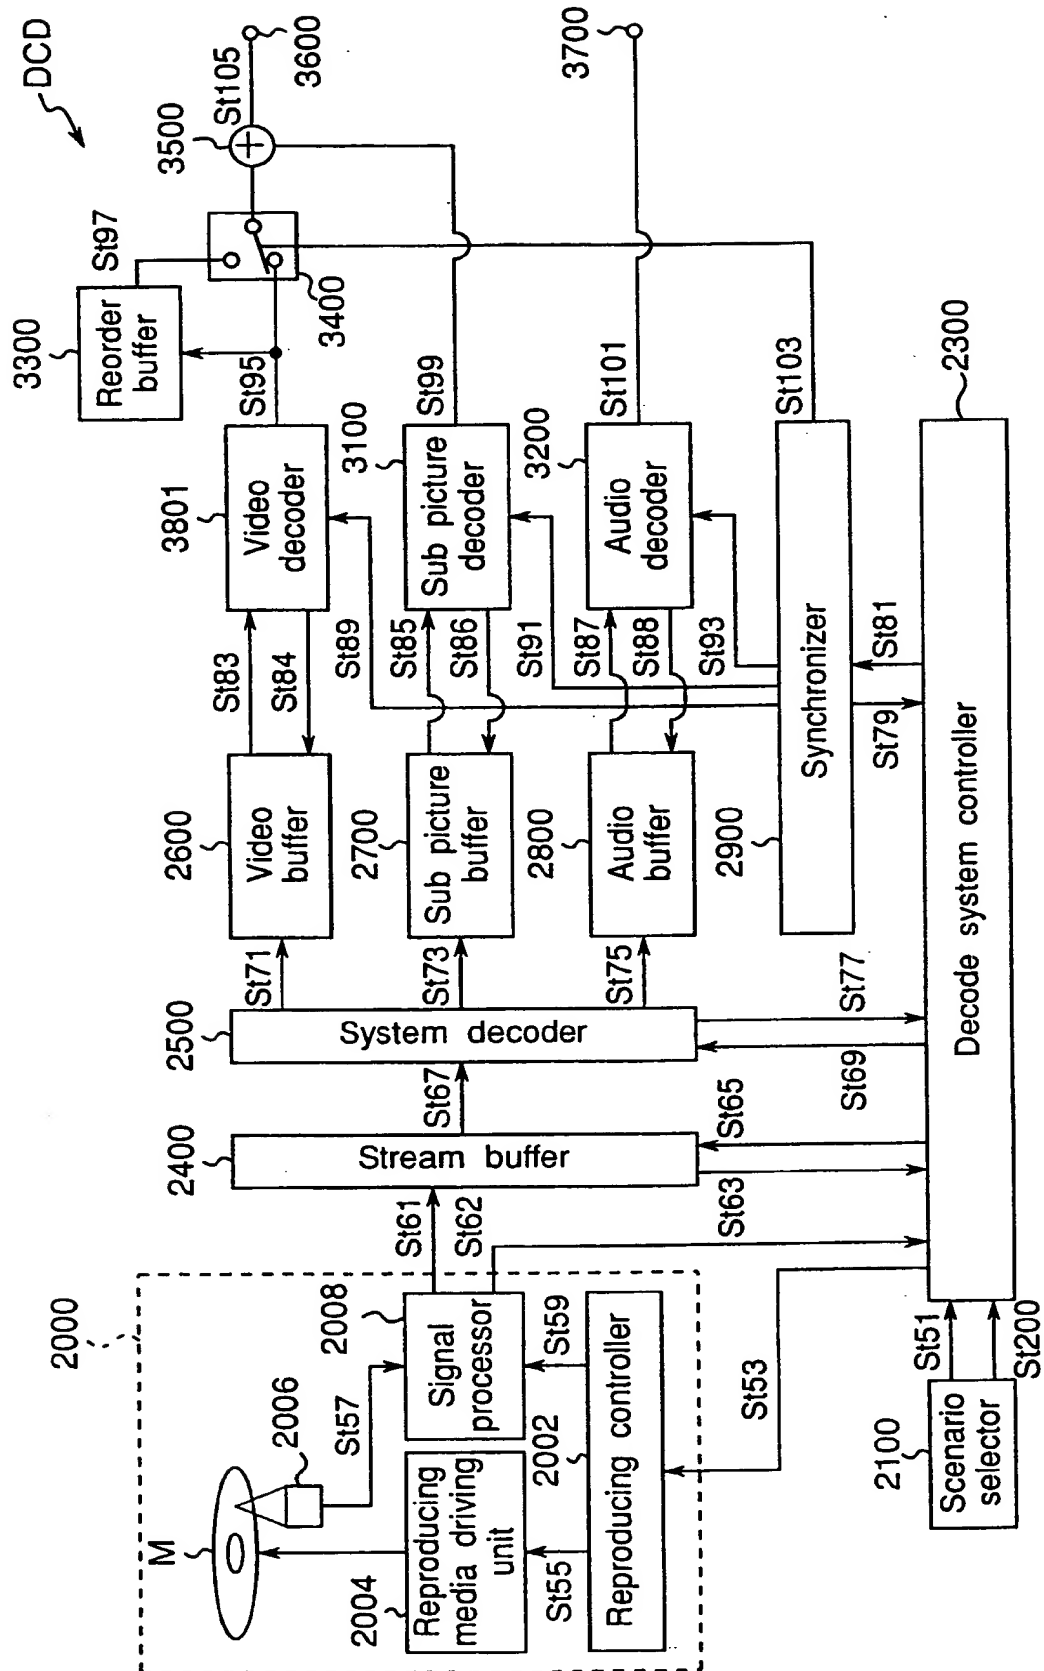 DCD
2000
M
2006
St57
2004
Reproducing
media driving
unit
2008
Signal
processor
St55
2002
St59
Reproducing controller
St61
St62
2400
Stream buffer
St67
2500
System decoder
St63
St65
St69
St77
St53
2100
Scenario
selector
St51
St200
St71
St73
St75
2600
Video
buffer
2700
Sub picture
buffer
2800
Audio
buffer
2900
Synchronizer
St79
St81
2300
Decode system controller
St83
St84
St89
St85
St86
St91
St87
St88
St93
3801
Video
decoder
3100
Sub picture
decoder
3200
Audio
decoder
St95
St99
St101
St103
3300
Reorder
buffer
St97
3400
3500
St105
3600
3700